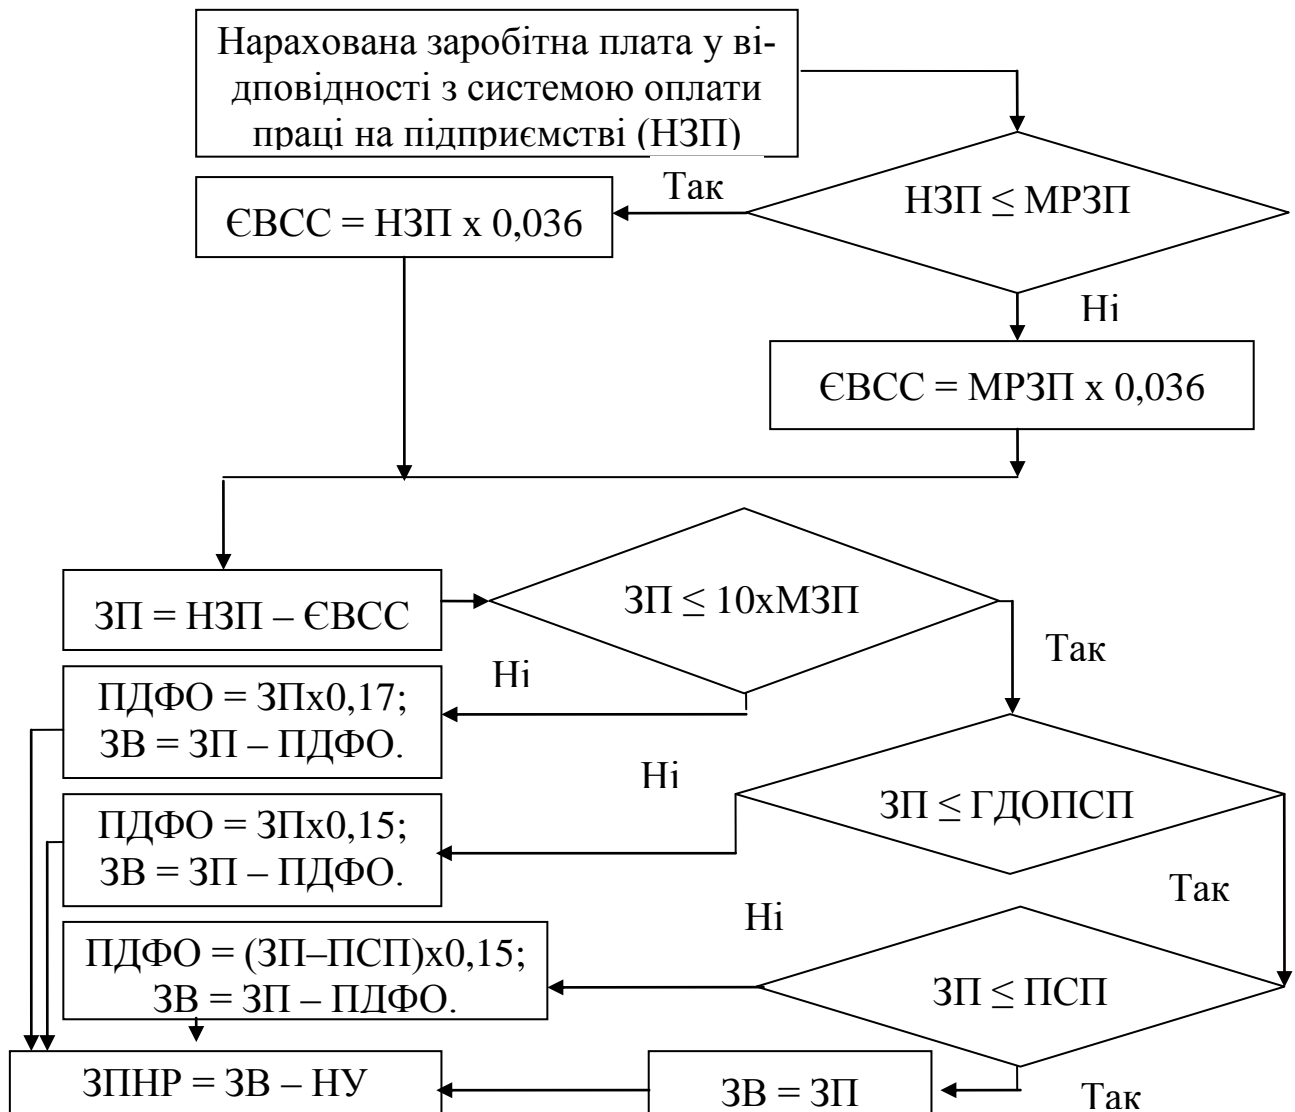 Нарахована заробітна плата у ві-
дповідності з системою оплати
праці на підприємстві (НЗП)
Так
НЗП ≤ МРЗП
ЄВСС = НЗП х 0,036
Ні
ЄВСС = МРЗП х 0,036
ЗП = НЗП – ЄВСС
ЗП ≤ 10хМЗП
Так
Ні
ПДФО = ЗПх0,17;
ЗВ = ЗП – ПДФО.
Ні
ЗП ≤ ГДОПСП
ПДФО = ЗПх0,15;
ЗВ = ЗП – ПДФО.
Так
Ні
ПДФО = (ЗП–ПСП)х0,15;
ЗВ = ЗП – ПДФО.
ЗП ≤ ПСП
ЗПНР = ЗВ – НУ
ЗВ = ЗП
Так